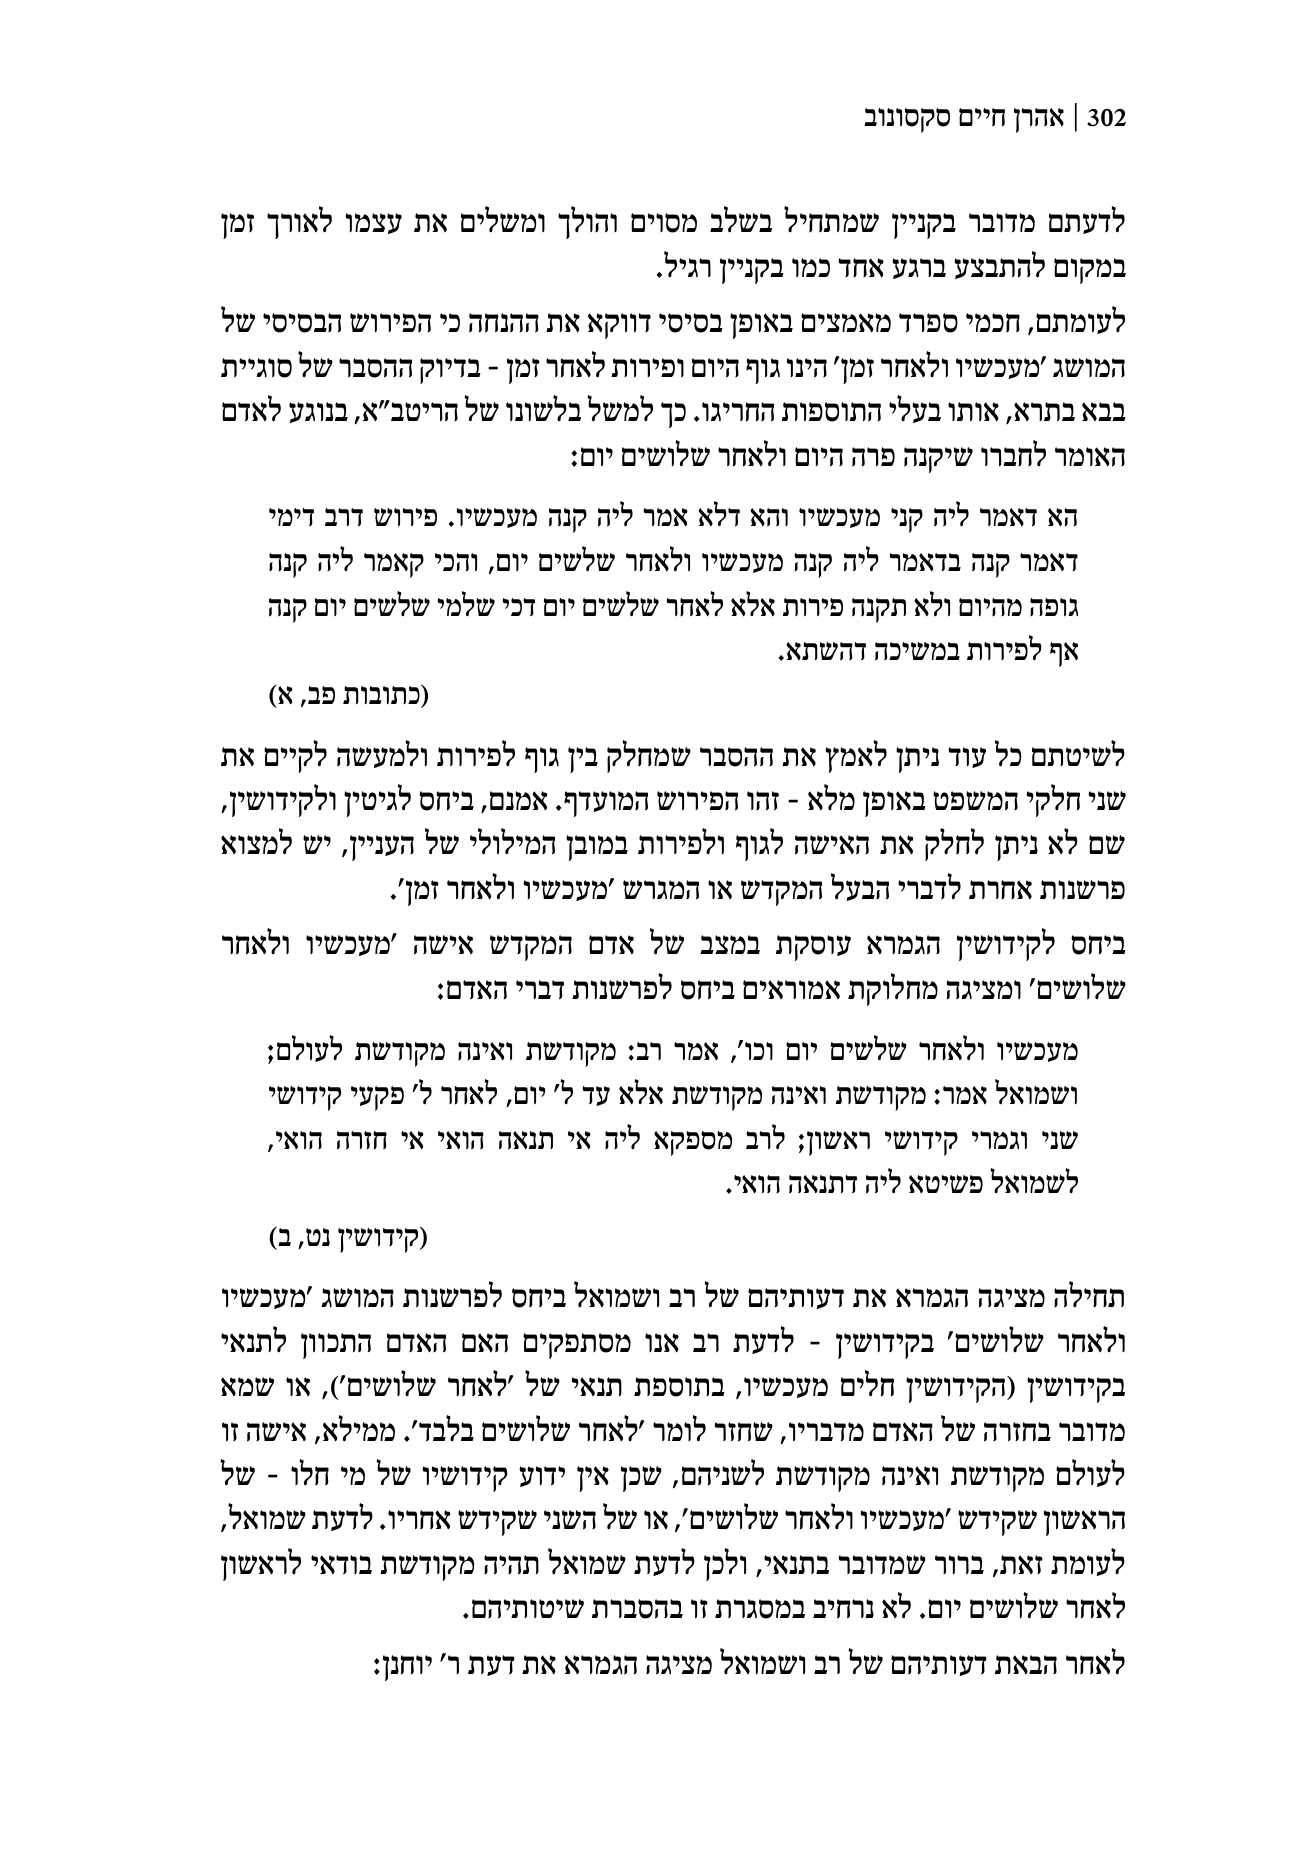 302 | אהרן חיים סקסונוב
לדעתם מדובר בקניין שמתחיל בשלב מסוים והולך ומשלים את עצמו לאורך זמן
במקום להתבצע ברגע אחד כמו בקניין רגיל.
לעומתם, חכמי ספרד מאמצים באופן בסיסי דווקא את ההנחה כי הפירוש הבסיסי של
המושג 'מעכשיו ולאחר זמן' הינו גוף היום ופירות לאחר זמן - בדיוק ההסבר של סוגיית
בבא בתרא, אותו בעלי התוספות החריגו. כך למשל בלשונו של הריטב"א, בנוגע לאדם
האומר לחברו שיקנה פרה היום ולאחר שלושים יום:
הא דאמר ליה קני מעכשיו והא דלא אמר ליה קנה מעכשיו. פירוש דרב דימי
דאמר קנה בדאמר ליה קנה מעכשיו ולאחר שלשים יום, והכי קאמר ליה קנה
גופה מהיום ולא תקנה פירות אלא לאחר שלשים יום דכי שלמי שלשים יום קנה
אף לפירות במשיכה דהשתא.
(כתובות פב, א)
לשיטתם כל עוד ניתן לאמץ את ההסבר שמחלק בין גוף לפירות ולמעשה לקיים את
שני חלקי המשפט באופן מלא - זהו הפירוש המועדף. אמנם, ביחס לגיטין ולקידושין,
שם לא ניתן לחלק את האישה לגוף ולפירות במובן המילולי של העניין, יש למצוא
פרשנות אחרת לדברי הבעל המקדש או המגרש 'מעכשיו ולאחר זמן'.
ביחס לקידושין הגמרא עוסקת במצב של אדם המקדש אישה 'מעכשיו ולאחר
שלושים' ומציגה מחלוקת אמוראים ביחס לפרשנות דברי האדם:
מעכשיו ולאחר שלשים יום וכו', אמר רב: מקודשת ואינה מקודשת לעולם;
ושמואל אמר: מקודשת ואינה מקודשת אלא עד ל' יום, לאחר ל' פקעי קידושי
שני וגמרי קידושי ראשון; לרב מספקא ליה אי תנאה הואי אי חזרה הואי,
לשמואל פשיטא ליה דתנאה הואי.
(קידושין נט, ב)
תחילה מציגה הגמרא את דעותיהם של רב ושמואל ביחס לפרשנות המושג 'מעכשיו
ולאחר שלושים' בקידושין - לדעת רב אנו מסתפקים האם האדם התכוון לתנאי
בקידושין (הקידושין חלים מעכשיו, בתוספת תנאי של 'לאחר שלושים'), או שמא
מדובר בחזרה של האדם מדבריו, שחזר לומר 'לאחר שלושים בלבד'. ממילא, אישה זו
לעולם מקודשת ואינה מקודשת לשניהם, שכן אין ידוע קידושיו של מי חלו - של
הראשון שקידש 'מעכשיו ולאחר שלושים', או של השני שקידש אחריו. לדעת שמואל,
לעומת זאת, ברור שמדובר בתנאי, ולכן לדעת שמואל תהיה מקודשת בודאי לראשון
לאחר שלושים יום. לא נרחיב במסגרת זו בהסברת שיטותיהם.
לאחר הבאת דעותיהם של רב ושמואל מציגה הגמרא את דעת ר' יוחנן: